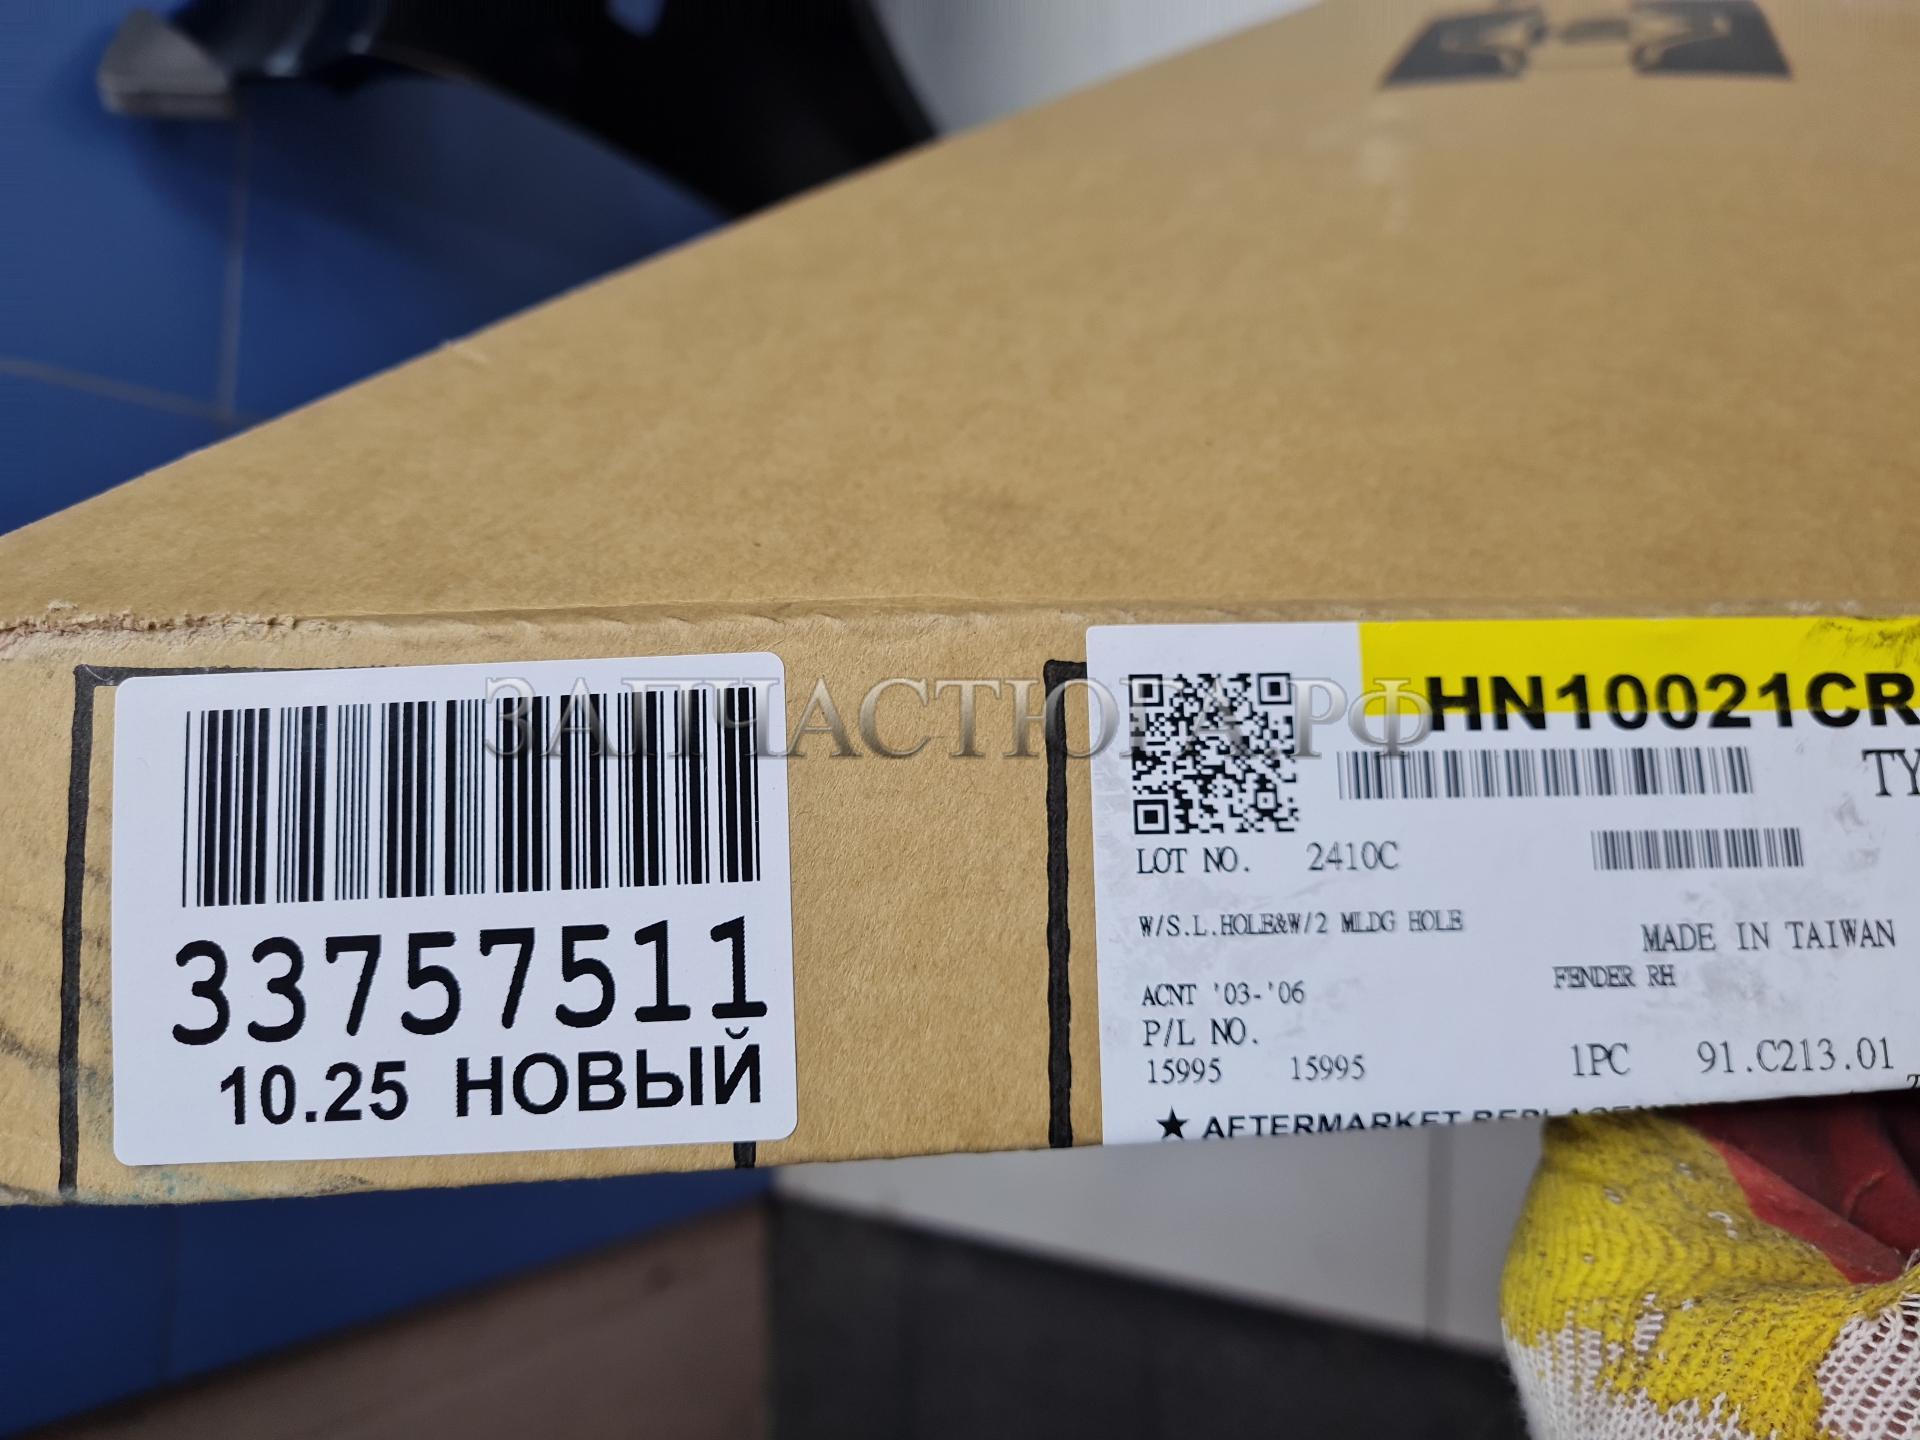 33757511
10.25 НОВЫЙ
ЗАПЧАСТЮГА.РФ
HN10021CR
TY
LOT NO. 2410C
W/S.L.HOLE&W/2 MLDG HOLE
MADE IN TAIWAN
FENDER RH
ACNT '03-'06
P/L NO.
15995 15995
1PC 91.C213.01
★ AFTERMARKET